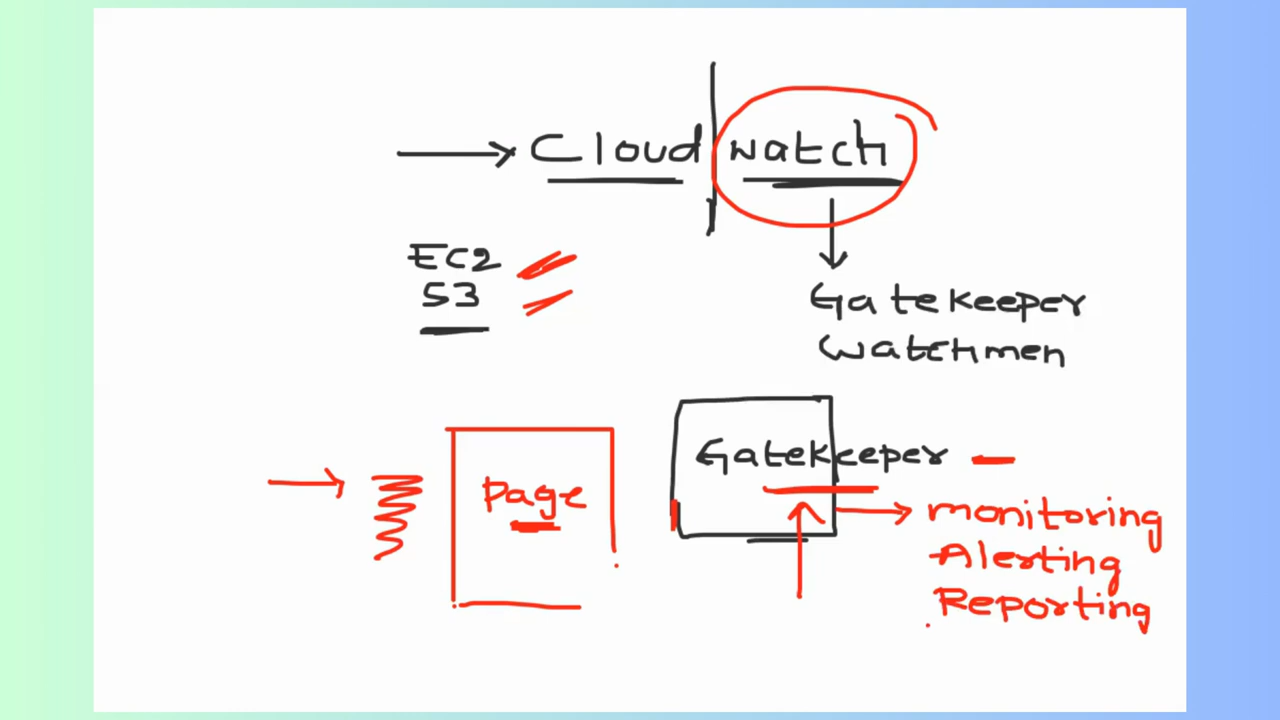 Cloud watch
EC2
S3
Gatekeeper
Watchmen
Page
Gatekeeper
monitoring
Alerting
Reporting